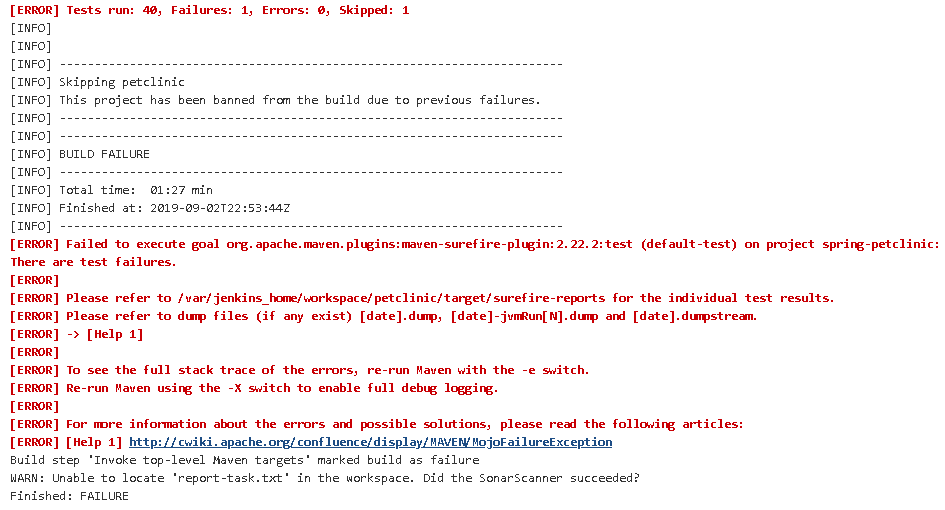 [ERROR] Tests run: 40, Failures: 1, Errors: 0, Skipped: 1
[INFO]
[INFO]
[INFO] ------------------------------------------------------------------------
[INFO] Skipping petclinic
[INFO] This project has been banned from the build due to previous failures.
[INFO] ------------------------------------------------------------------------
[INFO] ------------------------------------------------------------------------
[INFO] BUILD FAILURE
[INFO] ------------------------------------------------------------------------
[INFO] Total time:  01:27 min
[INFO] Finished at: 2019-09-02T22:53:44Z
[INFO] ------------------------------------------------------------------------
[ERROR] Failed to execute goal org.apache.maven.plugins:maven-surefire-plugin:2.22.2:test (default-test) on project spring-petclinic:
There are test failures.
[ERROR]
[ERROR] Please refer to /var/jenkins_home/workspace/petclinic/target/surefire-reports for the individual test results.
[ERROR] Please refer to dump files (if any exist) [date].dump, [date]-jvmRun[N].dump and [date].dumpstream.
[ERROR] -> [Help 1]
[ERROR]
[ERROR] To see the full stack trace of the errors, re-run Maven with the -e switch.
[ERROR] Re-run Maven using the -X switch to enable full debug logging.
[ERROR]
[ERROR] For more information about the errors and possible solutions, please read the following articles:
[ERROR] [Help 1] http://cwiki.apache.org/confluence/display/MAVEN/MojoFailureException
Build step 'Invoke top-level Maven targets' marked build as failure
WARN: Unable to locate 'report-task.txt' in the workspace. Did the SonarScanner succeeded?
Finished: FAILURE